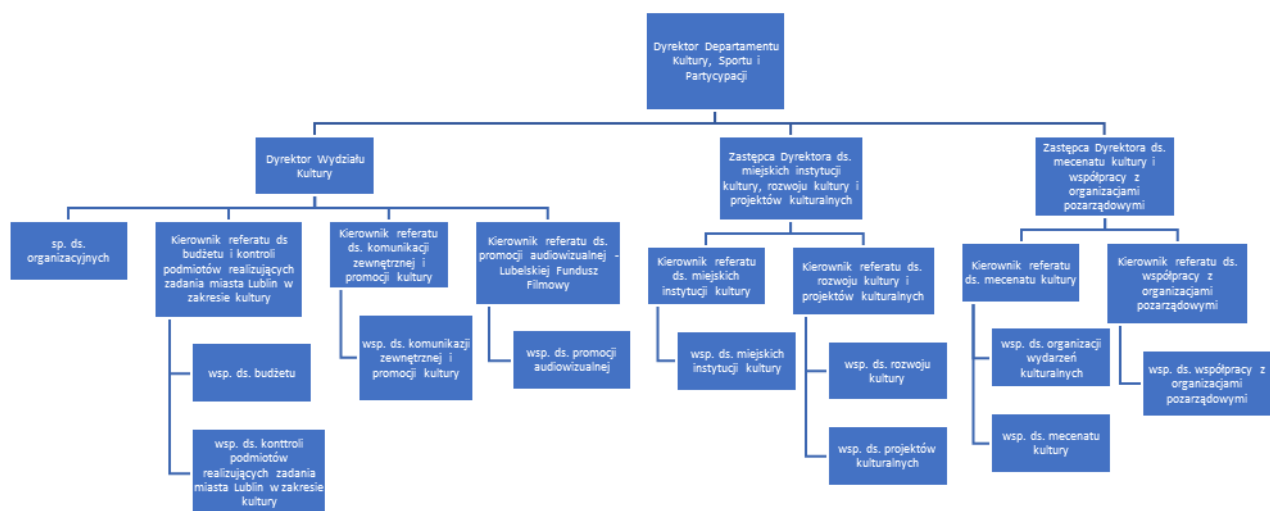 Dyrektor Departamentu
Kultury, Sportu i
Partycypacji
Dyrektor Wydziału
Kultury
Zastępca Dyrektora ds.
miejskich instytucji
kultury, rozwoju kultury i
projektów kulturalnych
Zastępca Dyrektora ds.
mecenatu kultury i
współpracy z
organizacjami
pozarządowymi
sp. ds.
organizacyjnych
Kierownik referatu ds
budżetu i kontroli
podmiotów realizujących
zadania miasta Lublin w
zakresie kultury
Kierownik referatu
ds. komunikacji
zewnętrznej i
promocji kultury
Kierownik referatu ds.
promocji audiowizualnej -
Lubelskiej Fundusz
Filmowy
Kierownik referatu
ds. miejskich
instytucji kultury
Kierownik referatu ds.
rozwoju kultury i
projektów kulturalnych
Kierownik referatu
ds. mecenatu kultury
Kierownik referatu ds.
współpracy z
organizacjami
pozarządowymi
wsp. ds. budżetu
wsp. ds. konttroli
podmiotów
realizujących zadania
miasta Lublin w zakresie
kultury
wsp. ds. komunikazji
zewnętrznej i
promocji kultury
wsp. ds. promocji
audiowizualnej
wsp. ds. miejskich
instytucji kultury
wsp. ds. rozwoju
kultury
wsp. ds. projektów
kulturalnych
wsp. ds. organizacji
wydarzeń
kulturalnych
wsp. ds. mecenatu
kultury
wsp. ds. współpracy z
organizacjami
pozarządowymi